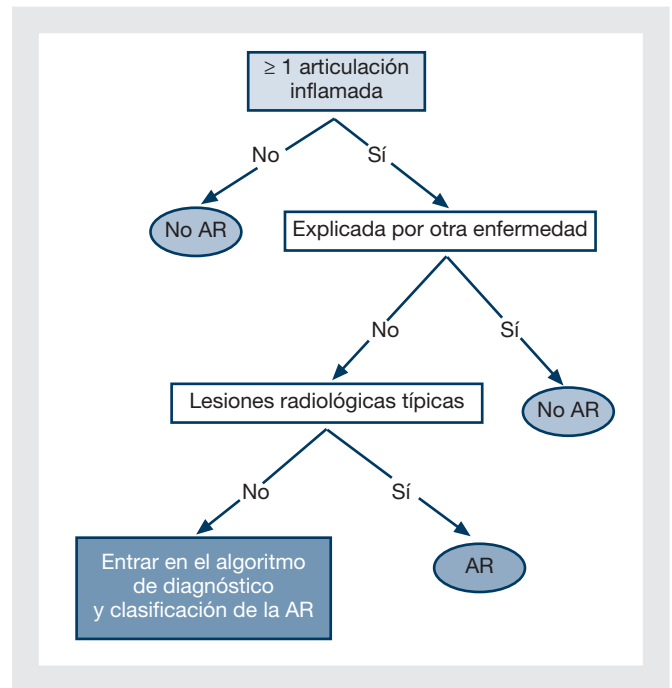 ≥ 1 articulación
inflamada
No
Sí
No AR
Explicada por otra enfermedad
No
Sí
Lesiones radiológicas típicas
No AR
No
Sí
Entrar en el algoritmo
de diagnóstico
y clasificación de la AR
AR